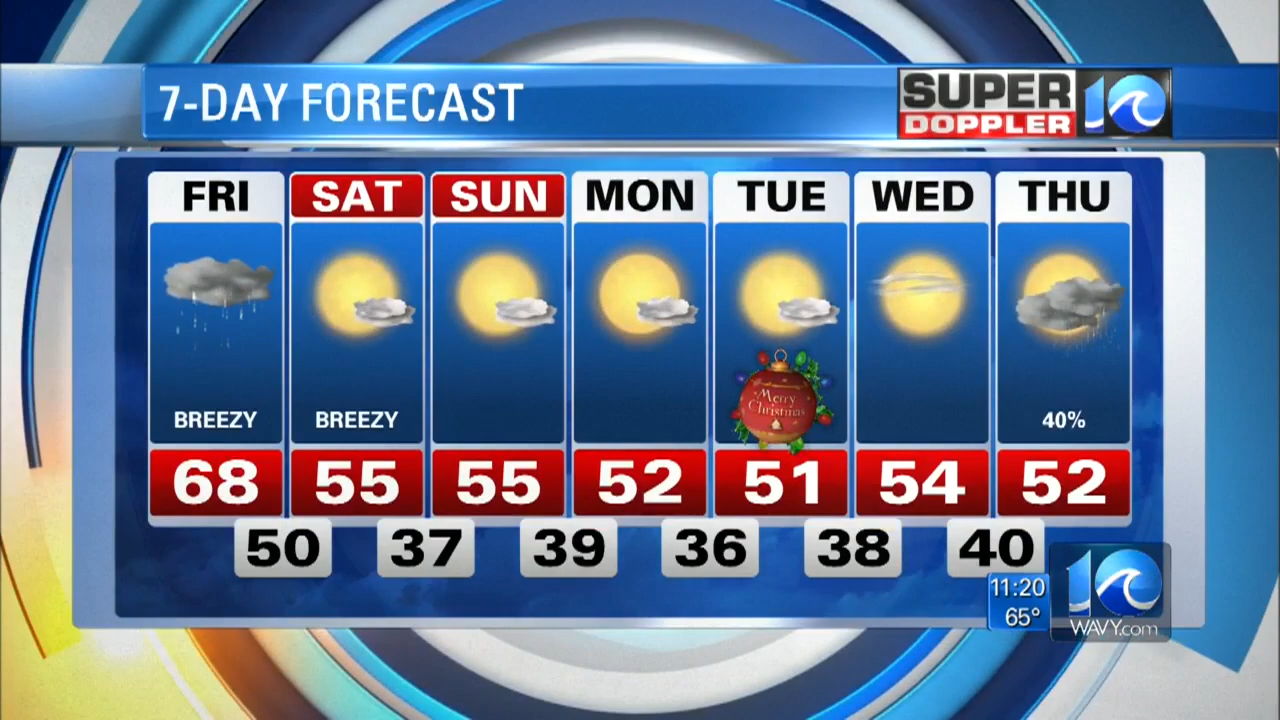 7-DAY FORECAST
SUPER
DOPPLER
10
FRI SAT SUN MON TUE WED THU
Merry
Christmas
BREEZY BREEZY 40%
68 55 55 52 51 54 52
50 37 39 36 38 40
11:20
65°
10
WAVY.com